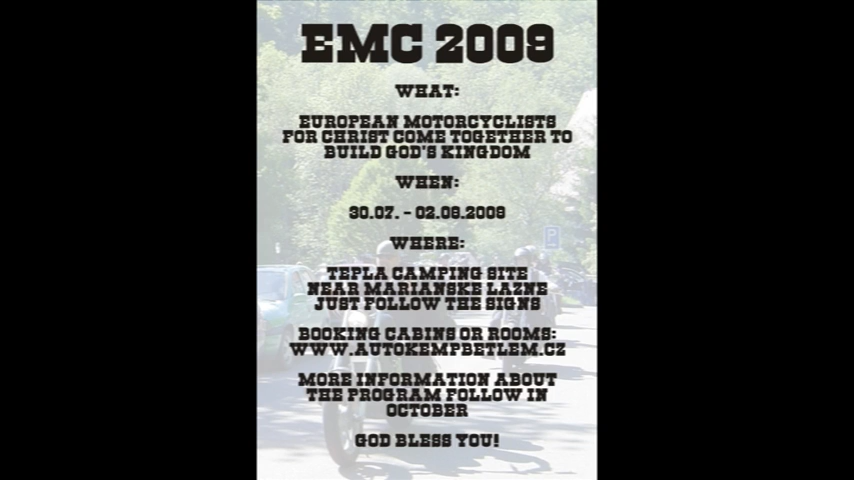 EMC 2009
WHAT:
EUROPEAN MOTORCYCLISTS
FOR CHRIST COME TOGETHER TO
BUILD GOD'S KINGDOM
WHEN:
30.07. - 02.08.2009
WHERE:
TEPLA CAMPING SITE
NEAR MARIANSKE LAZNE
JUST FOLLOW THE SIGNS
BOOKING CABINS OR ROOMS:
WWW.AUTOKEMPBETLEM.CZ
MORE INFORMATION ABOUT
THE PROGRAM FOLLOW IN
OCTOBER
GOD BLESS YOU!
P